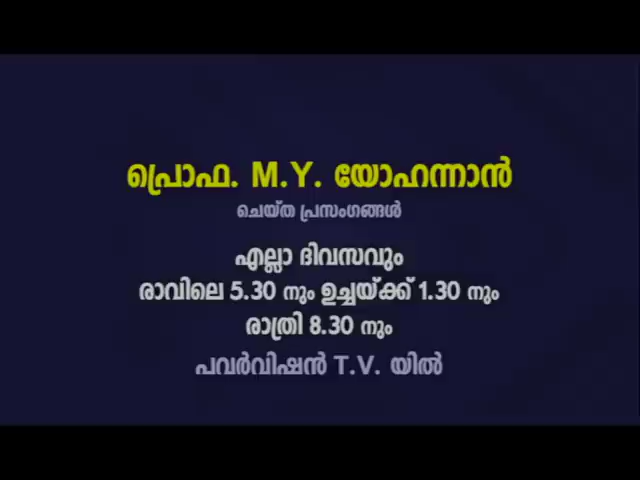 പ്രൊഫ. M.Y. യോഹന്നാൻ
ചെയ്ത പ്രസംഗങ്ങൾ
എല്ലാ ദിവസവും
രാവിലെ 5.30 നും ഉച്ചയ്ക്ക് 1.30 നും
രാത്രി 8.30 നും
പവർവിഷൻ T.V. യിൽ